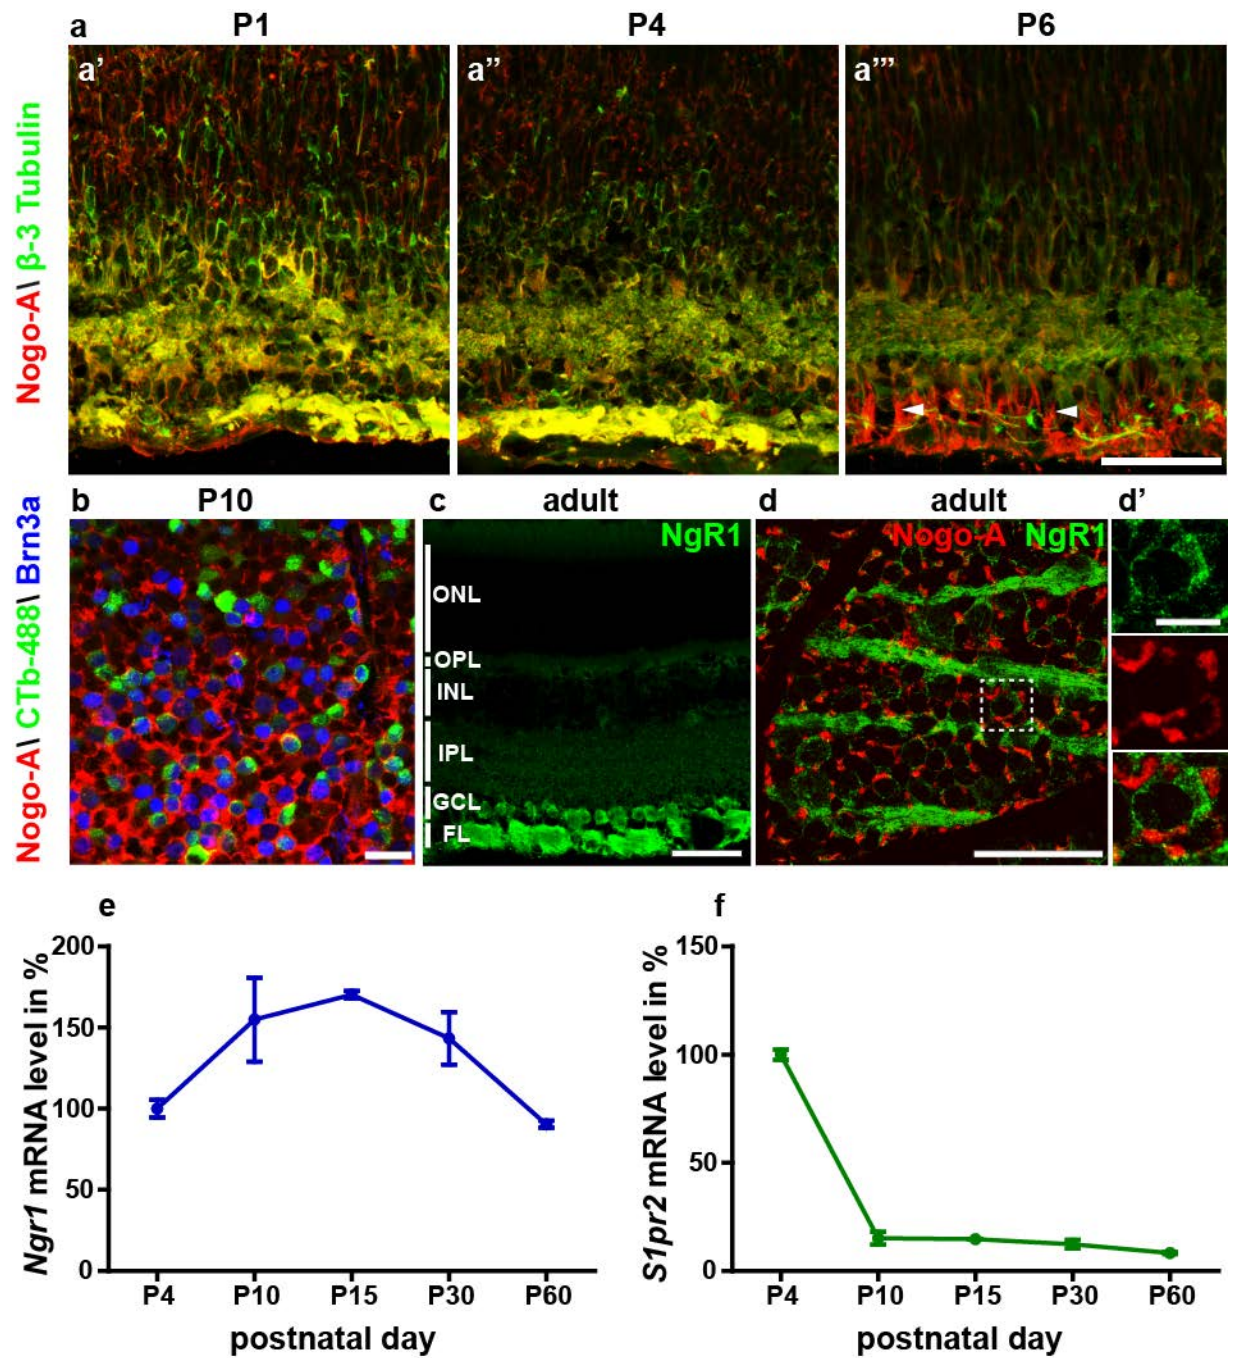 a P1 P4 P6
a’ a’’ a’’’
Nogo-A\ β-3 Tubulin
b P10 c adult d adult d’
NgR1 Nogo-A NgR1
Nogo-A\ CTb-488\ Brn3a
ONL
OPL
INL
IPL
GCL
FL
e
Ngr1 mRNA level in %
200
150
100
50
0
P4 P10 P15 P30 P60
postnatal day
f
S1pr2 mRNA level in %
150
100
50
0
P4 P10 P15 P30 P60
postnatal day